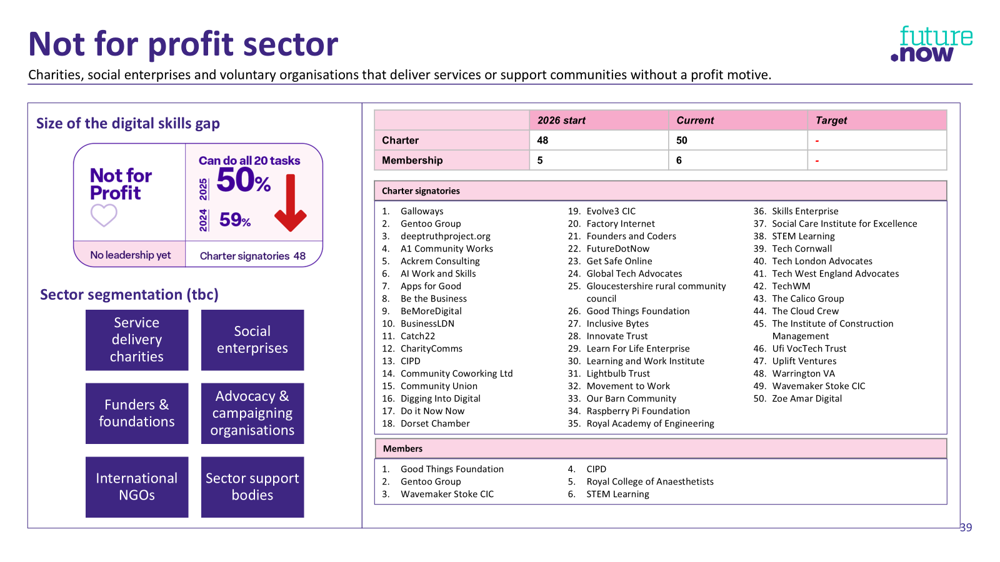 Not for profit sector
future
.now
Charities, social enterprises and voluntary organisations that deliver services or support communities without a profit motive.
Size of the digital skills gap
Not for
Profit
Can do all 20 tasks
2025
50%
2024
59%
No leadership yet
Charter signatories 48
Sector segmentation (tbc)
Service
delivery
charities
Social
enterprises
Funders &
foundations
Advocacy &
campaigning
organisations
International
NGOs
Sector support
bodies
2026 start Current Target
Charter 48 50 -
Membership 5 6 -
Charter signatories
1. Galloways
2. Gentoo Group
3. deeptruthproject.org
4. A1 Community Works
5. Ackrem Consulting
6. AI Work and Skills
7. Apps for Good
8. Be the Business
9. BeMoreDigital
10. BusinessLDN
11. Catch22
12. CharityComms
13. CIPD
14. Community Coworking Ltd
15. Community Union
16. Digging Into Digital
17. Do it Now Now
18. Dorset Chamber
19. Evolve3 CIC
20. Factory Internet
21. Founders and Coders
22. FutureDotNow
23. Get Safe Online
24. Global Tech Advocates
25. Gloucestershire rural community
council
26. Good Things Foundation
27. Inclusive Bytes
28. Innovate Trust
29. Learn For Life Enterprise
30. Learning and Work Institute
31. Lightbulb Trust
32. Movement to Work
33. Our Barn Community
34. Raspberry Pi Foundation
35. Royal Academy of Engineering
36. Skills Enterprise
37. Social Care Institute for Excellence
38. STEM Learning
39. Tech Cornwall
40. Tech London Advocates
41. Tech West England Advocates
42. TechWM
43. The Calico Group
44. The Cloud Crew
45. The Institute of Construction
Management
46. Ufi VocTech Trust
47. Uplift Ventures
48. Warrington VA
49. Wavemaker Stoke CIC
50. Zoe Amar Digital
Members
1. Good Things Foundation
2. Gentoo Group
3. Wavemaker Stoke CIC
4. CIPD
5. Royal College of Anaesthetists
6. STEM Learning
39